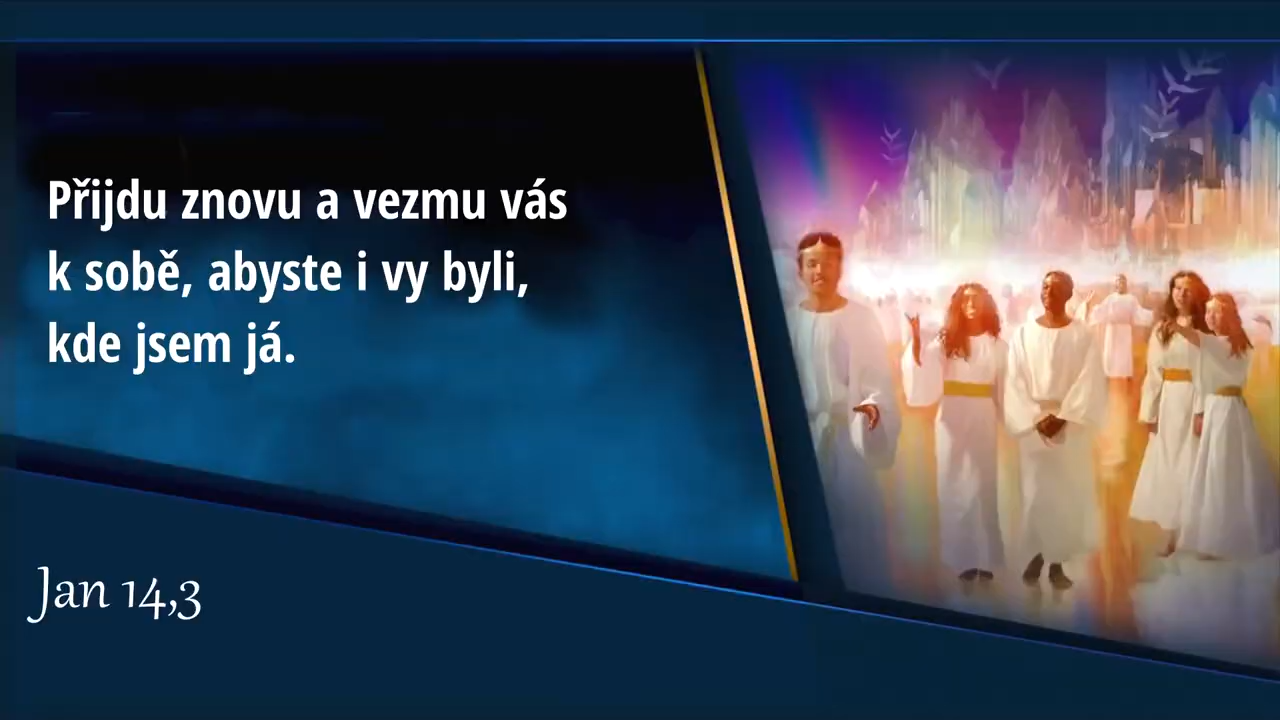 Přijdu znovu a vezmu vás
k sobě, abyste i vy byli,
kde jsem já.
Jan 14,3